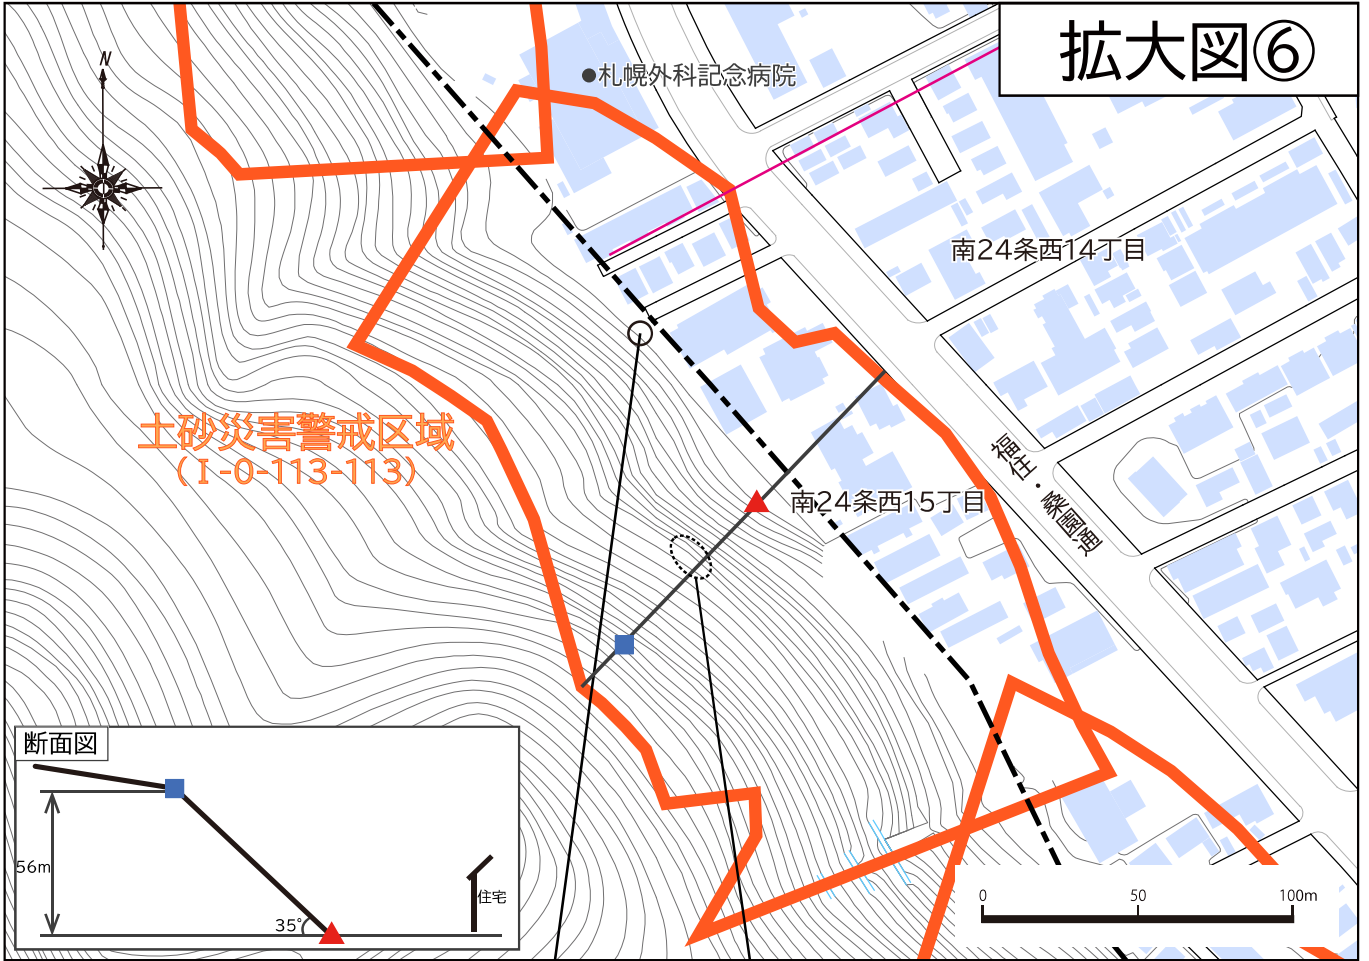 拡大図⑥
N
●札幌外科記念病院
南24条西14丁目
土砂災害警戒区域
(Ⅰ-0-113-113)
福住・桑園通
南24条西15丁目
断面図
56m
35°
住宅
0 50 100m